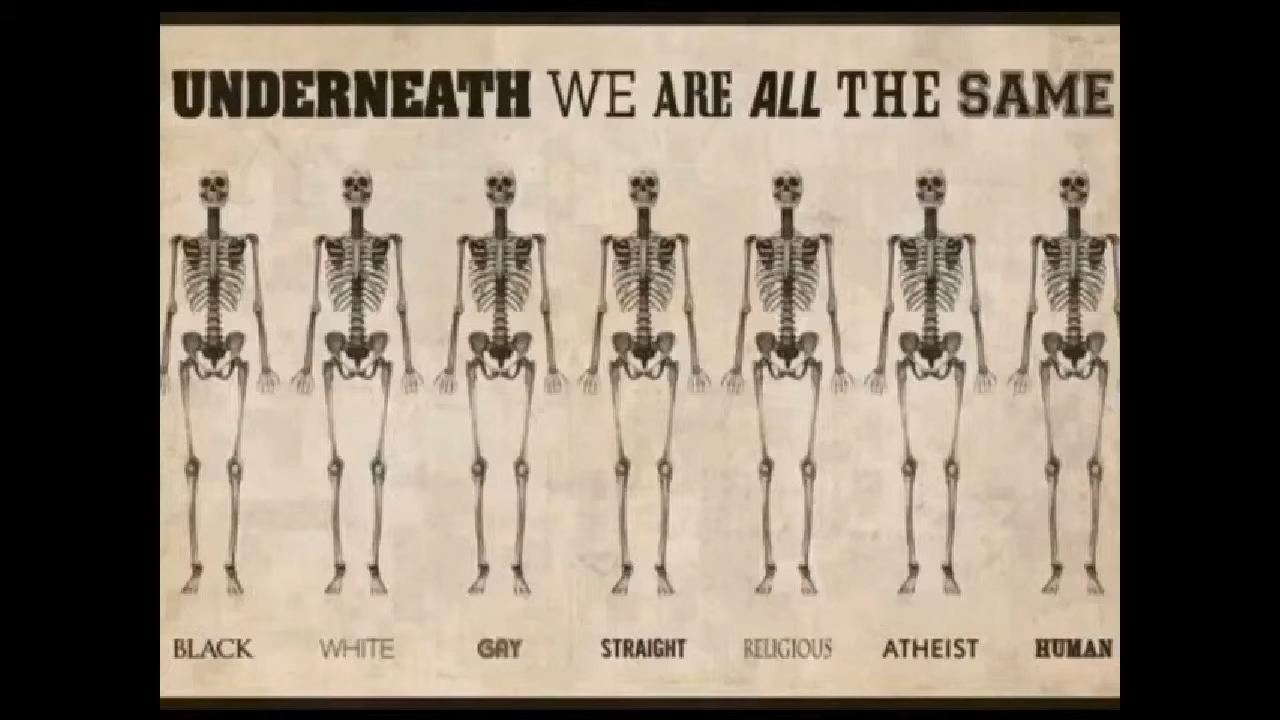 UNDERNEATH WE ARE ALL THE SAME
BLACK WHITE GAY STRAIGHT RELIGIOUS ATHEIST HUMAN